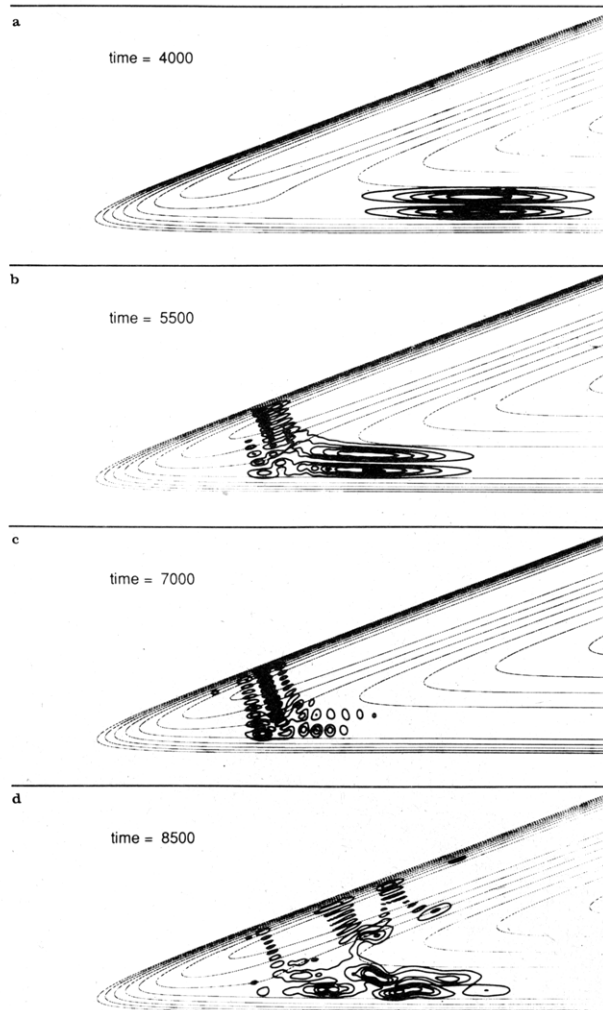 a
time = 4000
b
time = 5500
c
time = 7000
d
time = 8500